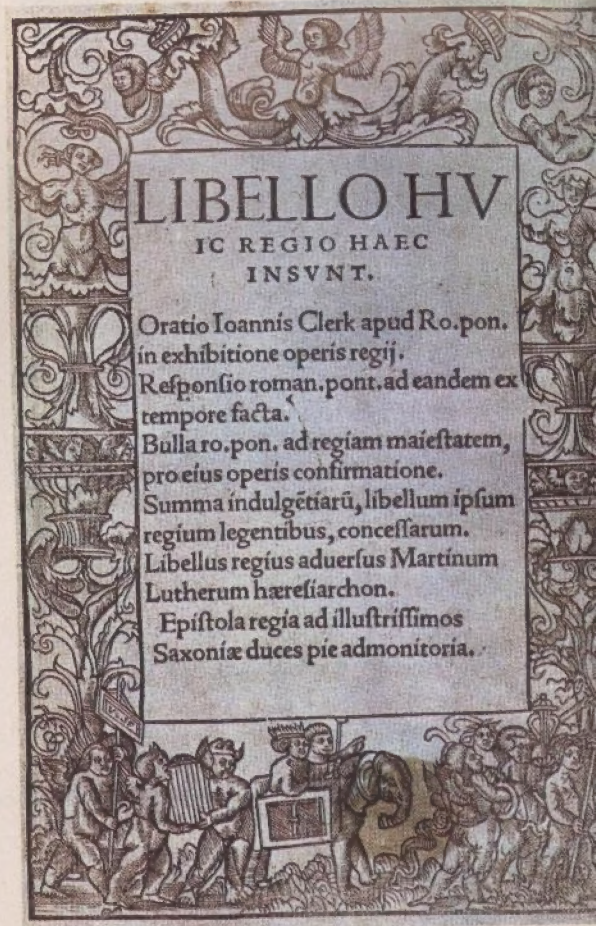 LIBELLO HV
IC REGIO HAEC
INSVNT.
Oratio Ioannis Clerk apud Ro.pon.
in exhibitione operis regij.
Reſponſio roman.pont.ad eandem ex
tempore facta.
Bulla ro.pon. ad regiam maieſtatem,
pro eius operis confirmatione.
Summa indulgẽtiarũ, libellum ipſum
regium legentibus, conceſſarum.
Libellus regius aduerſus Martinum
Lutherum hæreſiarchon.
Epiſtola regia ad illuſtriſſimos
Saxoniæ duces pie admonitoria.